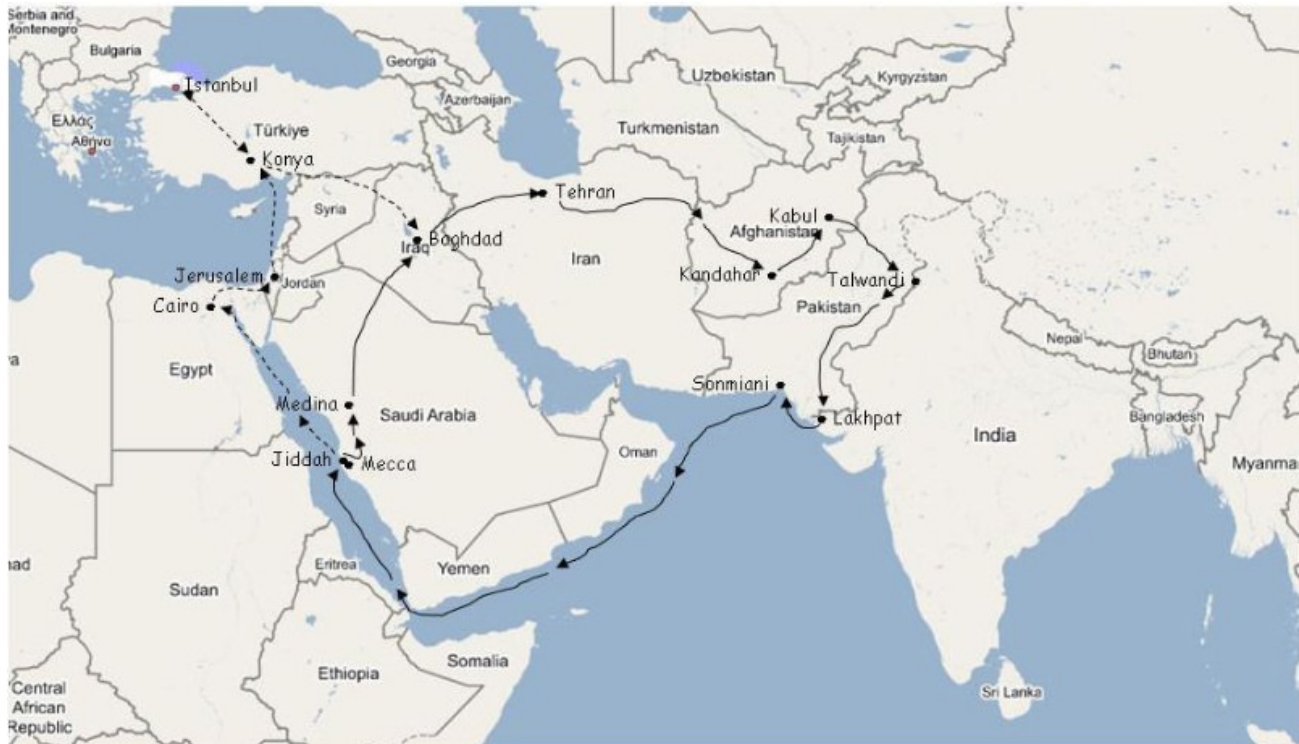 Serbia and
Montenegro
Bulgaria
Georgia
Uzbekistan
Kyrgyzstan
Istanbul
Azerbaijan
Ελλάς
Türkiye
Turkmenistan
Tajikistan
Αθήνα
Konya
Tehran
Syria
Kabul
Baghdad
Afghanistan
Iraq
Iran
Jerusalem
Jordan
Kandahar
Talwandi
Cairo
Pakistan
Nepal
Bhutan
Egypt
Sonmiani
Medina
Saudi Arabia
Lakhpat
Bangladesh
India
Oman
Jiddah
Mecca
Myanma
ad
Eritrea
Yemen
Sudan
Somalia
Ethiopia
Central
African
Republic
Sri Lanka